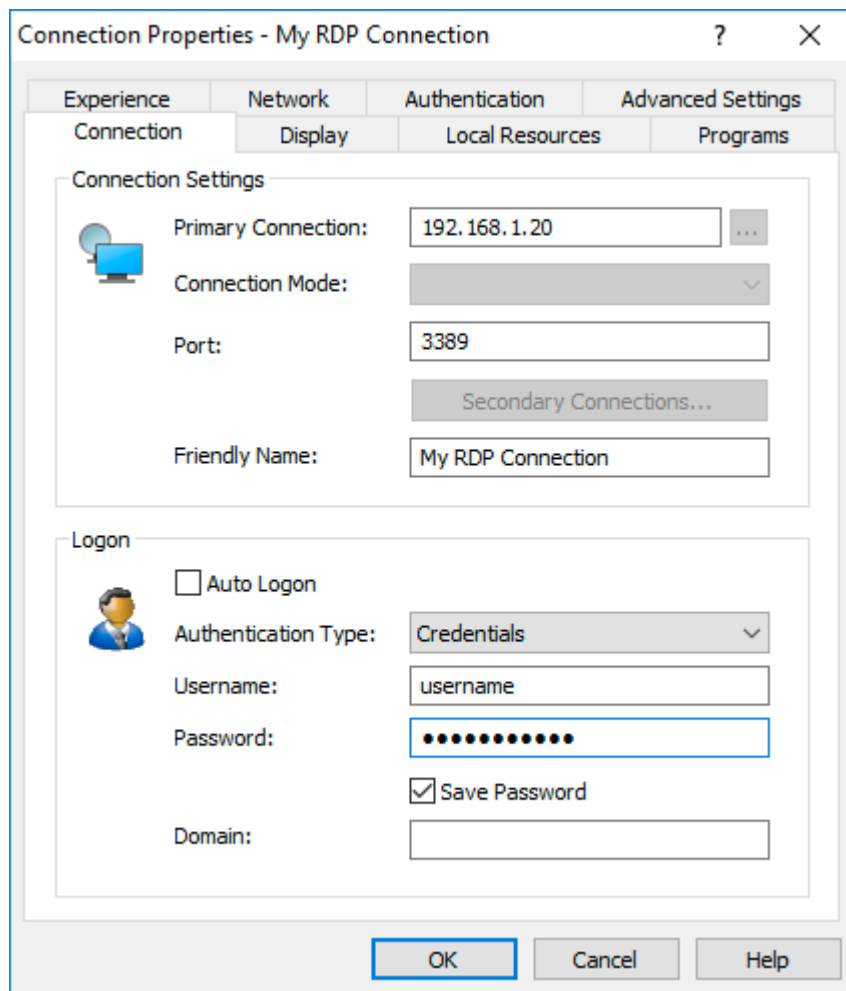 Connection Properties - My RDP Connection
Experience Network Authentication Advanced Settings
Connection Display Local Resources Programs
Connection Settings
Primary Connection: 192.168.1.20 ...
Connection Mode:
Port: 3389
Secondary Connections...
Friendly Name: My RDP Connection
Logon
Auto Logon
Authentication Type: Credentials
Username: username
Password: ●●●●●●●●●●●
Save Password
Domain:
OK Cancel Help